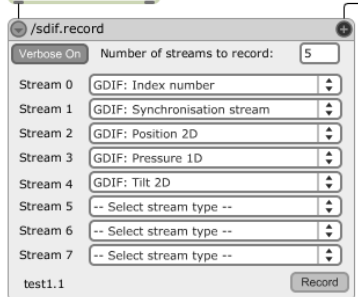 /sdif.record
Verbose On Number of streams to record: 5
Stream 0 GDIF: Index number
Stream 1 GDIF: Synchronisation stream
Stream 2 GDIF: Position 2D
Stream 3 GDIF: Pressure 1D
Stream 4 GDIF: Tilt 2D
Stream 5 -- Select stream type --
Stream 6 -- Select stream type --
Stream 7 -- Select stream type --
test1.1 Record